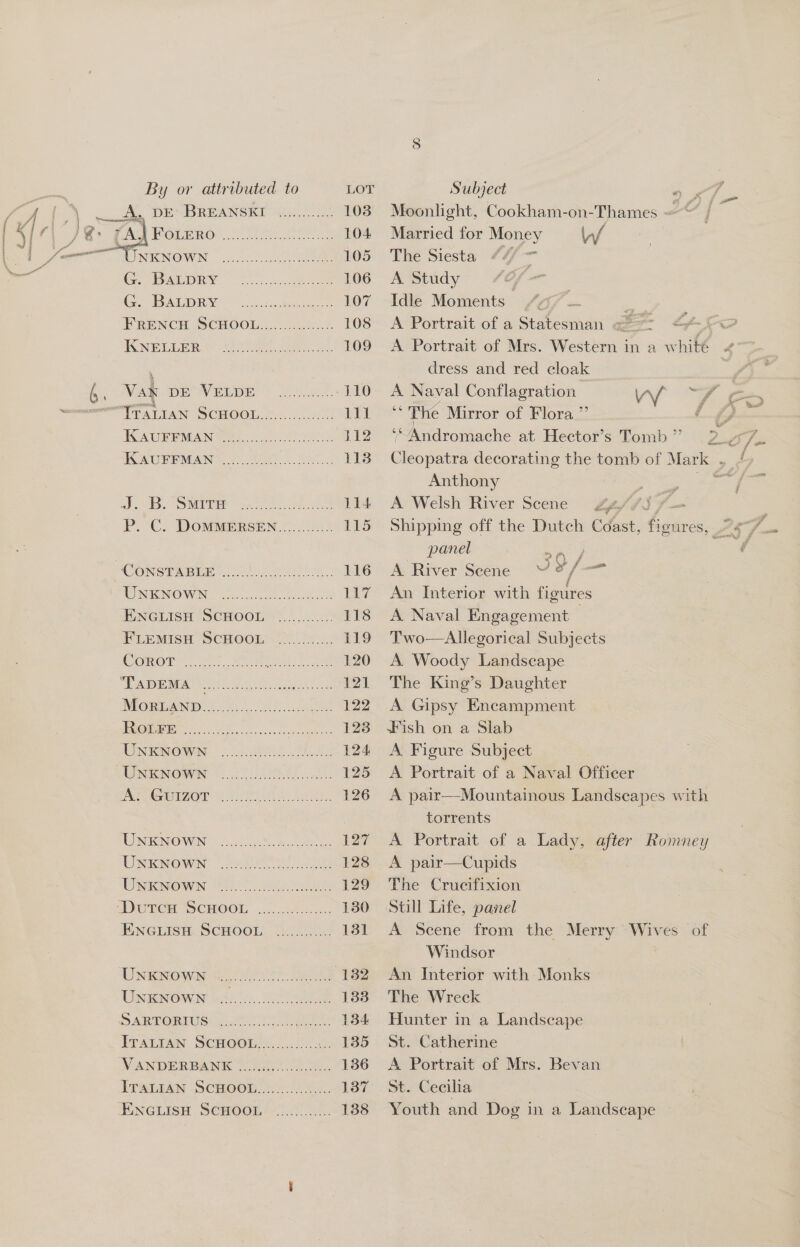 8
By or attributed to LOT Subject
A. DE BREANSKI ............ 103 Moonlight, Cookham-on-Thames
A. FOLERO ........................ 104 Married for Money W/
UNKNOWN ........................ 105 The Siesta
G. BALDRY ........................ 106 A Study
G. BALDRY ........................ 107 Idle Moments
FRENCH SCHOOL............... 108 A Portrait of a Statesman
KNELLER ........................ 109 A Portrait of Mrs. Western in a white
dress and red cloak
VAN DE VELDE ............... 110 A Naval Conflagration W/
ITALIAN SCHOOL............... 111 “The Mirror of Flora”
KAUFFMAN ..................... 112 “Andromache at Hector’s Tomb”
KAUFFMAN ..................... 113 Cleopatra decorating the tomb of Mark
Anthony
J. B. SMITH ..................... 114 A Welsh River Scene
P. C. DOMMERSEN............ 115 Shipping off the Dutch Coast, figures,
panel
CONSTABLE ..................... 116 A River Scene
UNKNOWN ..................... 117 An Interior with figures
ENGLISH SCHOOL ............ 118 A Naval Engagement
FLEMISH SCHOOL ............ 119 Two—Allegorical Subjects
COROT ........................... 120 A Woody Landscape
TADEMA ........................ 121 The King’s Daughter
MORLAND........................ 122 A Gipsy Encampment
ROLFE ........................... 123 Fish on a Slab
UNKNOWN ..................... 124 A Figure Subject
UNKNOWN ..................... 125 A Portrait of a Naval Officer
A. GUIZOT ..................... 126 A pair—Mountainous Landscapes with
torrents
UNKNOWN ..................... 127 A Portrait of a Lady, after Romney
UNKNOWN ..................... 128 A pair—Cupids
UNKNOWN ..................... 129 The Crucifixion
DUTCH SCHOOL ............... 130 Still Life, panel
ENGLISH SCHOOL ............ 131 A Scene from the Merry Wives of
Windsor
UNKNOWN ..................... 132 An Interior with Monks
UNKNOWN ..................... 133 The Wreck
SARTORIUS ..................... 134 Hunter in a Landscape
ITALIAN SCHOOL............... 135 St. Catherine
VANDERBANK .................. 136 A Portrait of Mrs. Bevan
ITALIAN SCHOOL............... 137 St. Cecilia
ENGLISH SCHOOL ............ 138 Youth and Dog in a Landscape